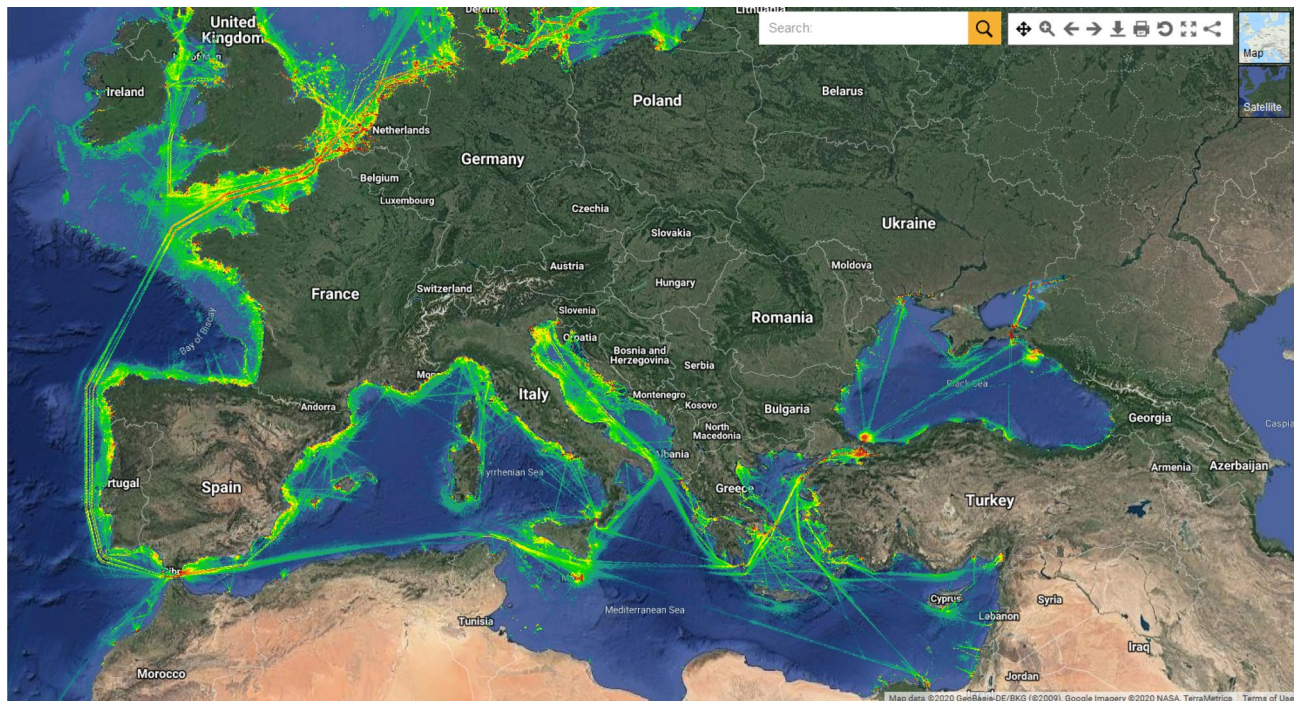 Denmark
Lithuania
United
Kingdom
Search:
Map
Ireland
Poland
Belarus
Satellite
Netherlands
Germany
Belgium
Luxembourg
Czechia
Ukraine
Slovakia
Moldova
Austria
France
Switzerland
Hungary
Slovenia
Romania
Bay of Biscay
Croatia
Bosnia and
Herzegovina
Serbia
Black Sea
Italy
Montenegro
Andorra
Kosovo
Bulgaria
Georgia
Caspia
North
Macedonia
Albania
Armenia
Azerbaijan
Tyrrhenian Sea
Portugal
Spain
Greece
Turkey
Gibr
Cyprus
Syria
Mediterranean Sea
Lebanon
Tunisia
Iraq
Morocco
Jordan
Map data ©2020 GeoBasis-DE/BKG (©2009), Google Imagery ©2020 NASA, TerraMetrics
Terms of Use